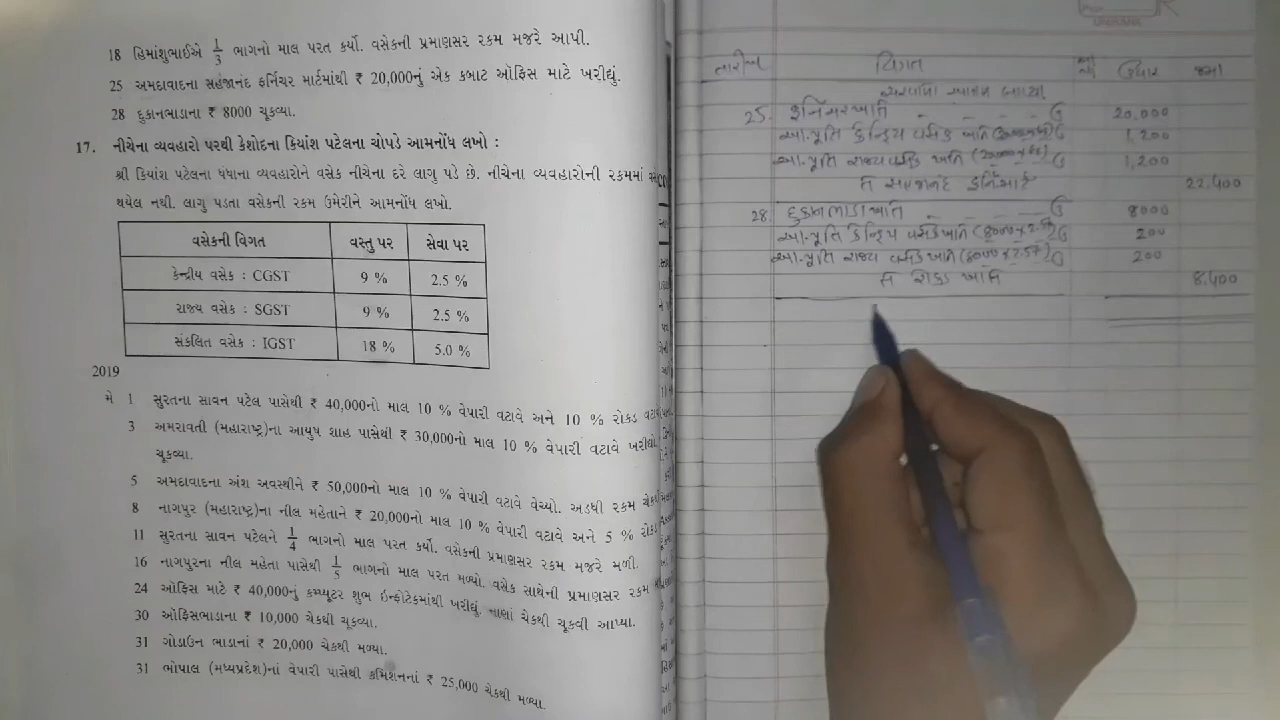 18 હિમાંશુભાઈએ 1/3 ભાગનો માલ પરત કર્યો. વસેકની પ્રમાણસર રકમ મજરે આપી.
25 અમદાવાદના સહજાનંદ ફર્નિચર માર્ટમાંથી ₹ 20,000નું એક કબાટ ઑફિસ માટે ખરીદ્યું.
28 દુકાનભાડાના ₹ 8000 ચૂકવ્યા.
17. નીચેના વ્યવહારો પરથી કેશોદના કિયાંશ પટેલના ચોપડે આમનોંધ લખો :
શ્રી કિયાંશ પટેલના ધંધાના વ્યવહારોને વસેક નીચેના દરે લાગુ પડે છે. નીચેના વ્યવહારોની રકમમાં
થયેલ નથી. લાગુ પડતા વસેકની રકમ ઉમેરીને આમનોંધ લખો.
વસેકની વિગત વસ્તુ પર સેવા પર
કેન્દ્રીય વસેક : CGST 9 % 2.5 %
રાજ્ય વસેક : SGST 9 % 2.5 %
સંકલિત વસેક : IGST 18 % 5.0 %
2019
મે 1 સુરતના સાવન પટેલ પાસેથી ₹ 40,000નો માલ 10 % વેપારી વટાવે અને 10 % રોકડ
3 અમરાવતી (મહારાષ્ટ્ર)ના આયુષ શાહ પાસેથી ₹ 30,000નો માલ 10 % વેપારી વટાવે ખરીદ્યો.
ચૂકવ્યા.
5 અમદાવાદના અંશ અવસ્થીને ₹ 50,000નો માલ 10 % વેપારી વટાવે વેચ્યો. અડધી રકમ
8 નાગપુર (મહારાષ્ટ્ર)ના નીલ મહેતાને ₹ 20,000નો માલ 10 % વેપારી વટાવે અને 5 %
11 સુરતના સાવન પટેલને 1/4 ભાગનો માલ પરત કર્યો. વસેકની પ્રમાણસર રકમ મજરે મળી.
16 નાગપુરના નીલ મહેતા પાસેથી 1/5 ભાગનો માલ પરત મળ્યો. વસેક સાથેની પ્રમાણસર રકમ
24 ઑફિસ માટે ₹ 40,000નું કમ્પ્યૂટર શુભ ઇન્ફોટેકમાંથી ખરીદ્યું. નાણાં ચેકથી ચૂકવી આપ્યા.
30 ઑફિસભાડાના ₹ 10,000 ચેકથી ચૂકવ્યા.
31 ગોડાઉન ભાડાનાં ₹ 20,000 ચેકથી મળ્યા.
31 ભોપાલ (મધ્યપ્રદેશ)નાં વેપારી પાસેથી કમિશનનાં ₹ 25,000 ચેકથી મળ્યા.
તારીખ વિગત ઉધાર જમા
25. ફર્નિચર ખાતે ઉ 20,000
1,200
1,200
22,400
28. દુકાનભાડા ખાતે ઉ 8000
200
200
તે રોકડ ખાતે 8,400